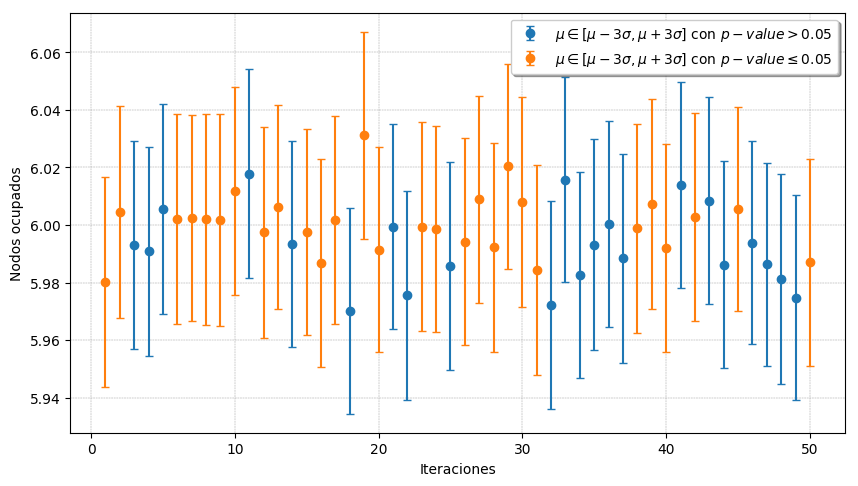 μ ∈ [μ − 3σ, μ + 3σ] con p − value > 0.05
μ ∈ [μ − 3σ, μ + 3σ] con p − value ≤ 0.05
Nodos ocupados
6.06
6.04
6.02
6.00
5.98
5.96
5.94
0 10 20 30 40 50
Iteraciones